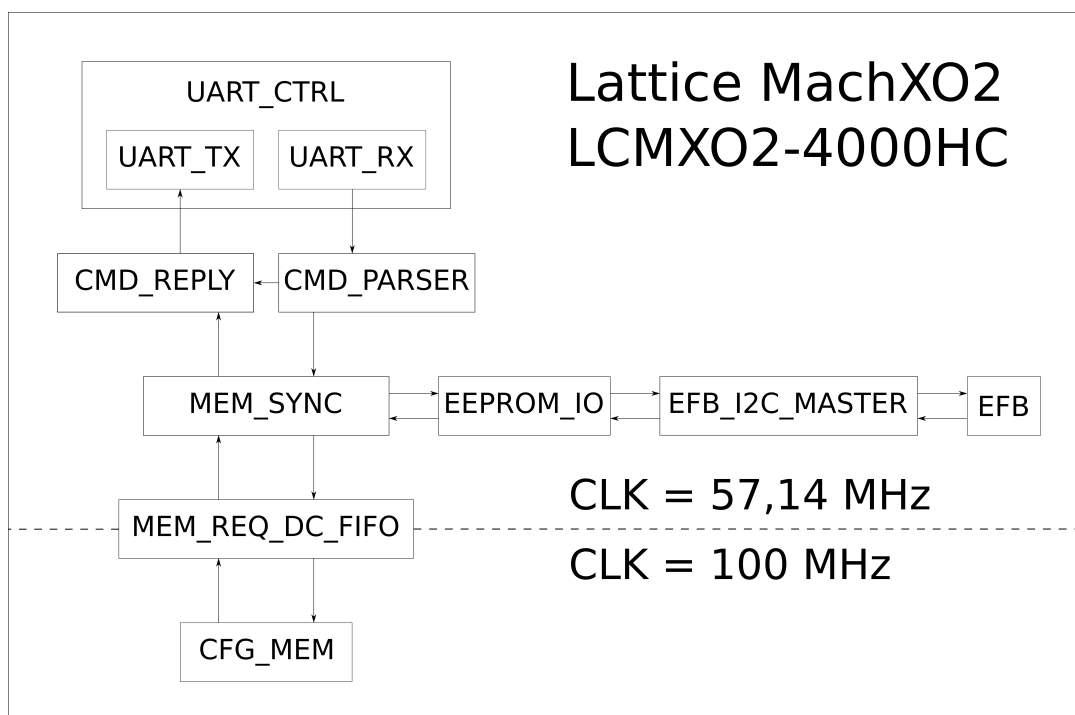 Lattice MachXO2
LCMXO2-4000HC
UART_CTRL
UART_TX
UART_RX
CMD_REPLY
CMD_PARSER
MEM_SYNC
EEPROM_IO
EFB_I2C_MASTER
EFB
CLK = 57,14 MHz
MEM_REQ_DC_FIFO
CLK = 100 MHz
CFG_MEM